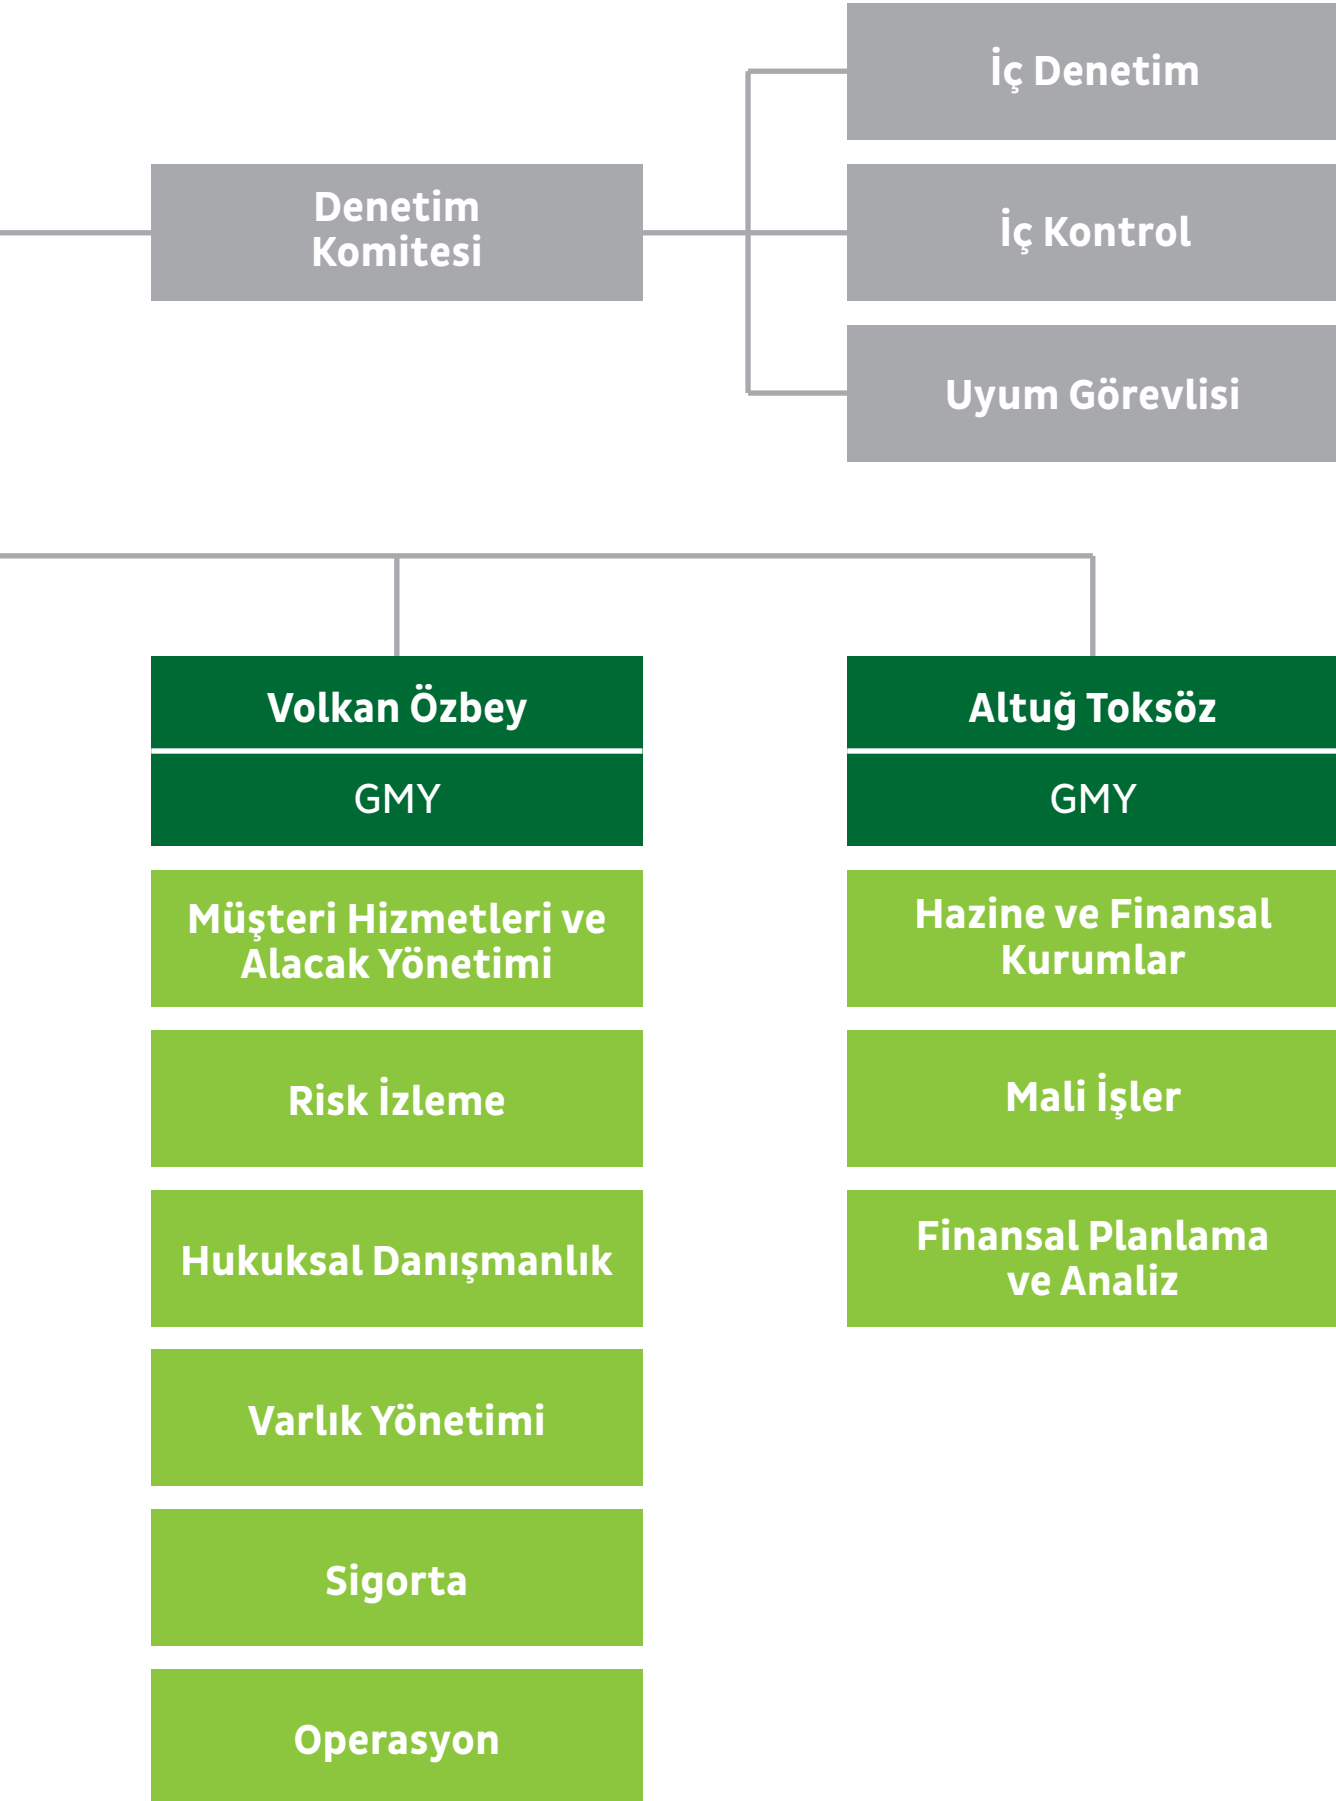 İç Denetim
Denetim
Komitesi
İç Kontrol
Uyum Görevlisi
Volkan Özbey
GMY
Müşteri Hizmetleri ve
Alacak Yönetimi
Risk İzleme
Hukuksal Danışmanlık
Varlık Yönetimi
Sigorta
Operasyon
Altuğ Toksöz
GMY
Hazine ve Finansal
Kurumlar
Mali İşler
Finansal Planlama
ve Analiz